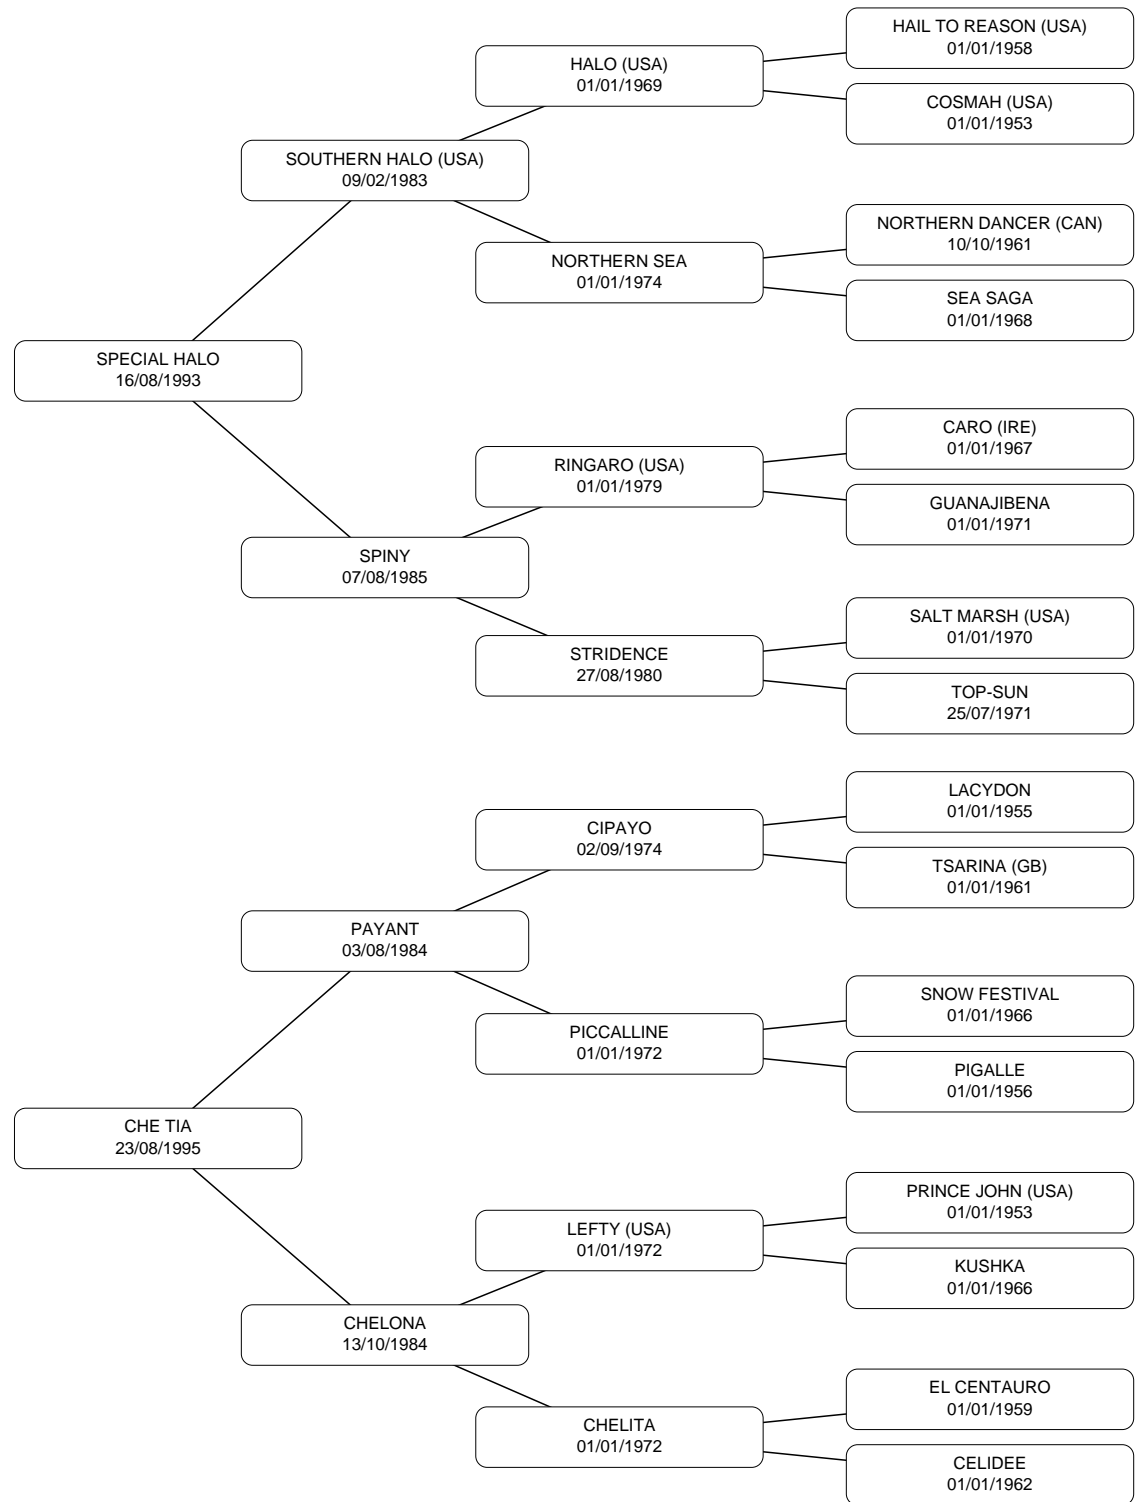 HAIL TO REASON (USA)
01/01/1958
HALO (USA)
01/01/1969
COSMAH (USA)
01/01/1953
SOUTHERN HALO (USA)
09/02/1983
NORTHERN DANCER (CAN)
10/10/1961
NORTHERN SEA
01/01/1974
SEA SAGA
01/01/1968
SPECIAL HALO
16/08/1993
CARO (IRE)
01/01/1967
RINGARO (USA)
01/01/1979
GUANAJIBENA
01/01/1971
SPINY
07/08/1985
SALT MARSH (USA)
01/01/1970
STRIDENCE
27/08/1980
TOP-SUN
25/07/1971
LACYDON
01/01/1955
CIPAYO
02/09/1974
TSARINA (GB)
01/01/1961
PAYANT
03/08/1984
SNOW FESTIVAL
01/01/1966
PICCALLINE
01/01/1972
PIGALLE
01/01/1956
CHE TIA
23/08/1995
PRINCE JOHN (USA)
01/01/1953
LEFTY (USA)
01/01/1972
KUSHKA
01/01/1966
CHELONA
13/10/1984
EL CENTAURO
01/01/1959
CHELITA
01/01/1972
CELIDEE
01/01/1962